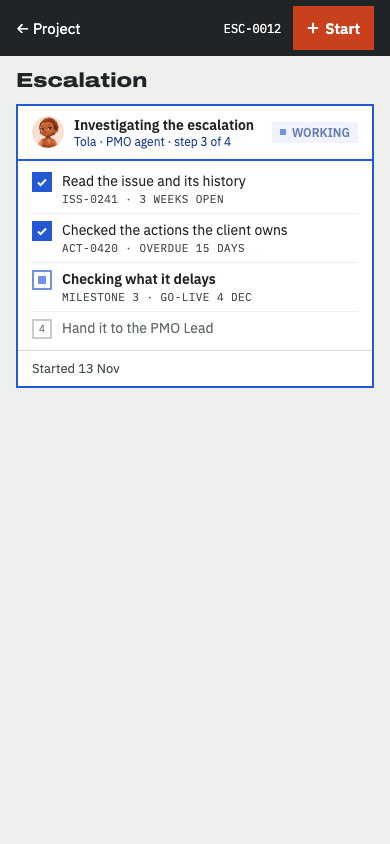 ← Project
ESC-0012
+ Start
Escalation
Investigating the escalation
Tola · PMO agent · step 3 of 4
WORKING
Read the issue and its history
ISS-0241 · 3 WEEKS OPEN
Checked the actions the client owns
ACT-0420 · OVERDUE 15 DAYS
Checking what it delays
MILESTONE 3 · GO-LIVE 4 DEC
4 Hand it to the PMO Lead
Started 13 Nov